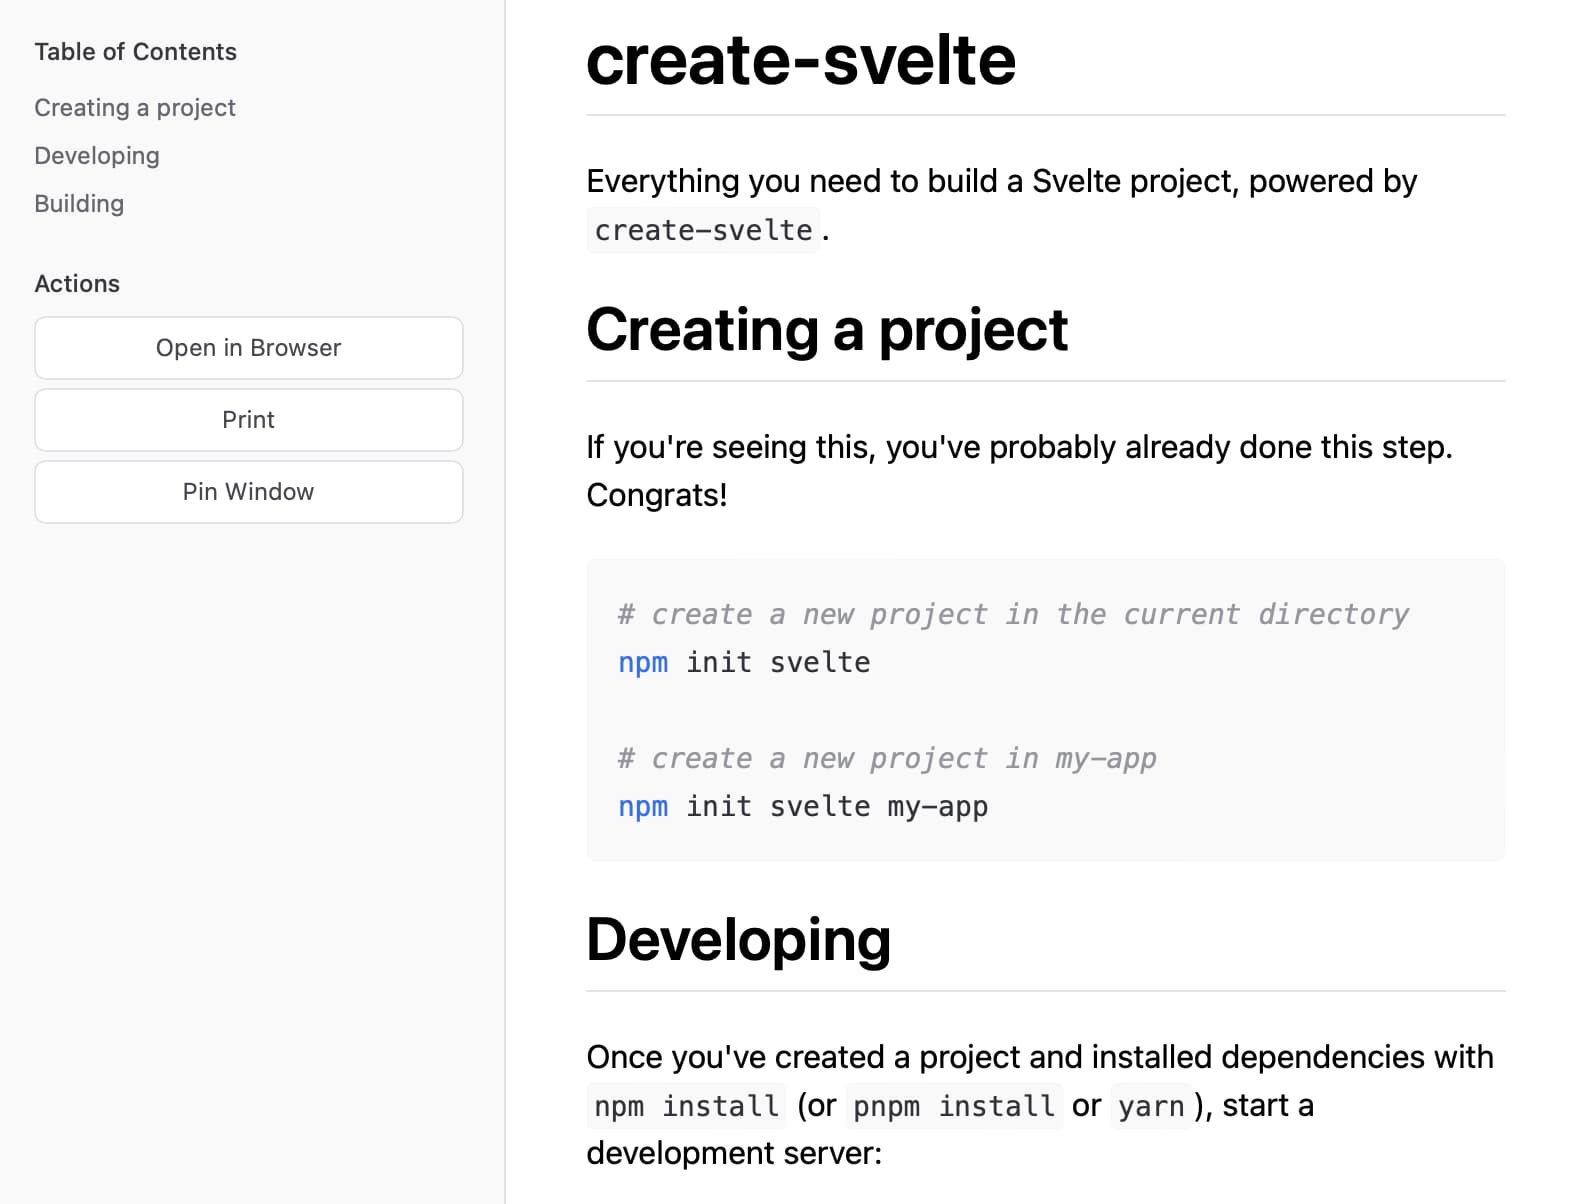 Table of Contents
Creating a project
Developing
Building
Actions
Open in Browser
Print
Pin Window
create-svelte
Everything you need to build a Svelte project, powered by
create-svelte.
Creating a project
If you're seeing this, you've probably already done this step.
Congrats!
# create a new project in the current directory
npm init svelte
# create a new project in my-app
npm init svelte my-app
Developing
Once you've created a project and installed dependencies with
npm install (or pnpm install or yarn), start a
development server: